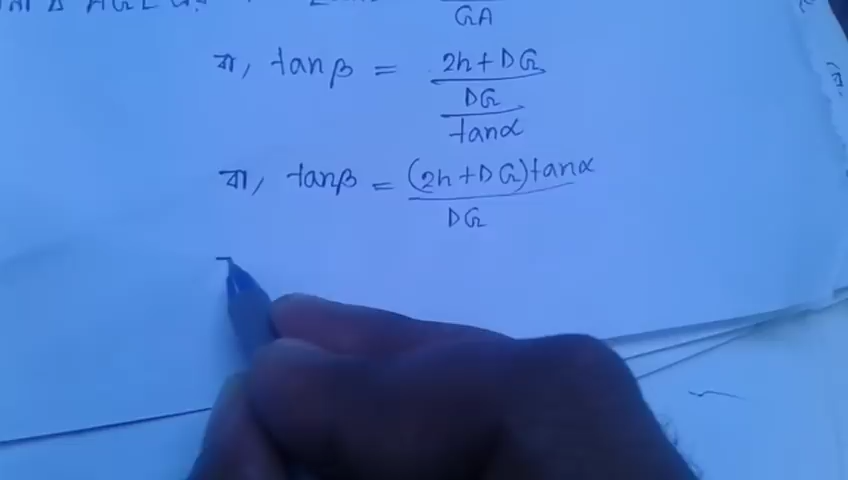 GA
বা, tanβ = 2h+DG / DG / tanα
বা, tanβ = (2h+DG)tanα / DG